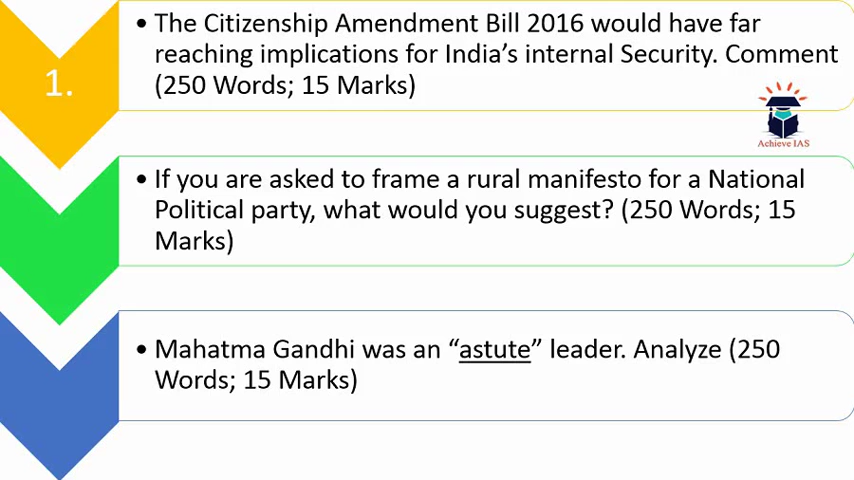 1.
• The Citizenship Amendment Bill 2016 would have far
reaching implications for India’s internal Security. Comment
(250 Words; 15 Marks)
Achieve IAS
• If you are asked to frame a rural manifesto for a National
Political party, what would you suggest? (250 Words; 15
Marks)
• Mahatma Gandhi was an “astute” leader. Analyze (250
Words; 15 Marks)